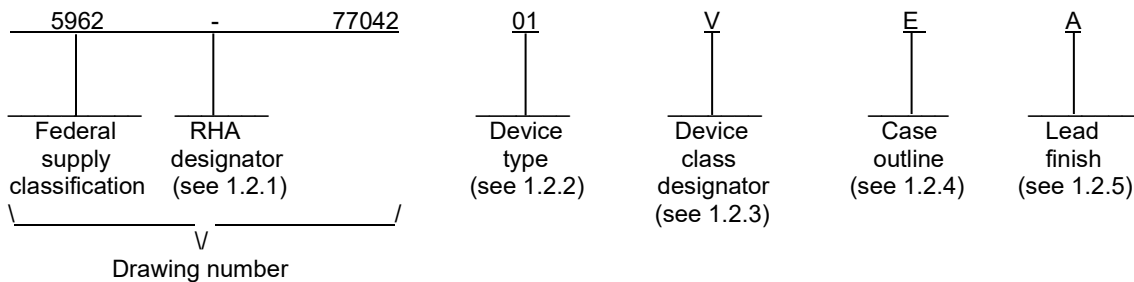 5962 - 77042 01 V E A
Federal RHA Device Device Case Lead
supply designator type class outline finish
classification (see 1.2.1) (see 1.2.2) designator (see 1.2.4) (see 1.2.5)
(see 1.2.3)
Drawing number